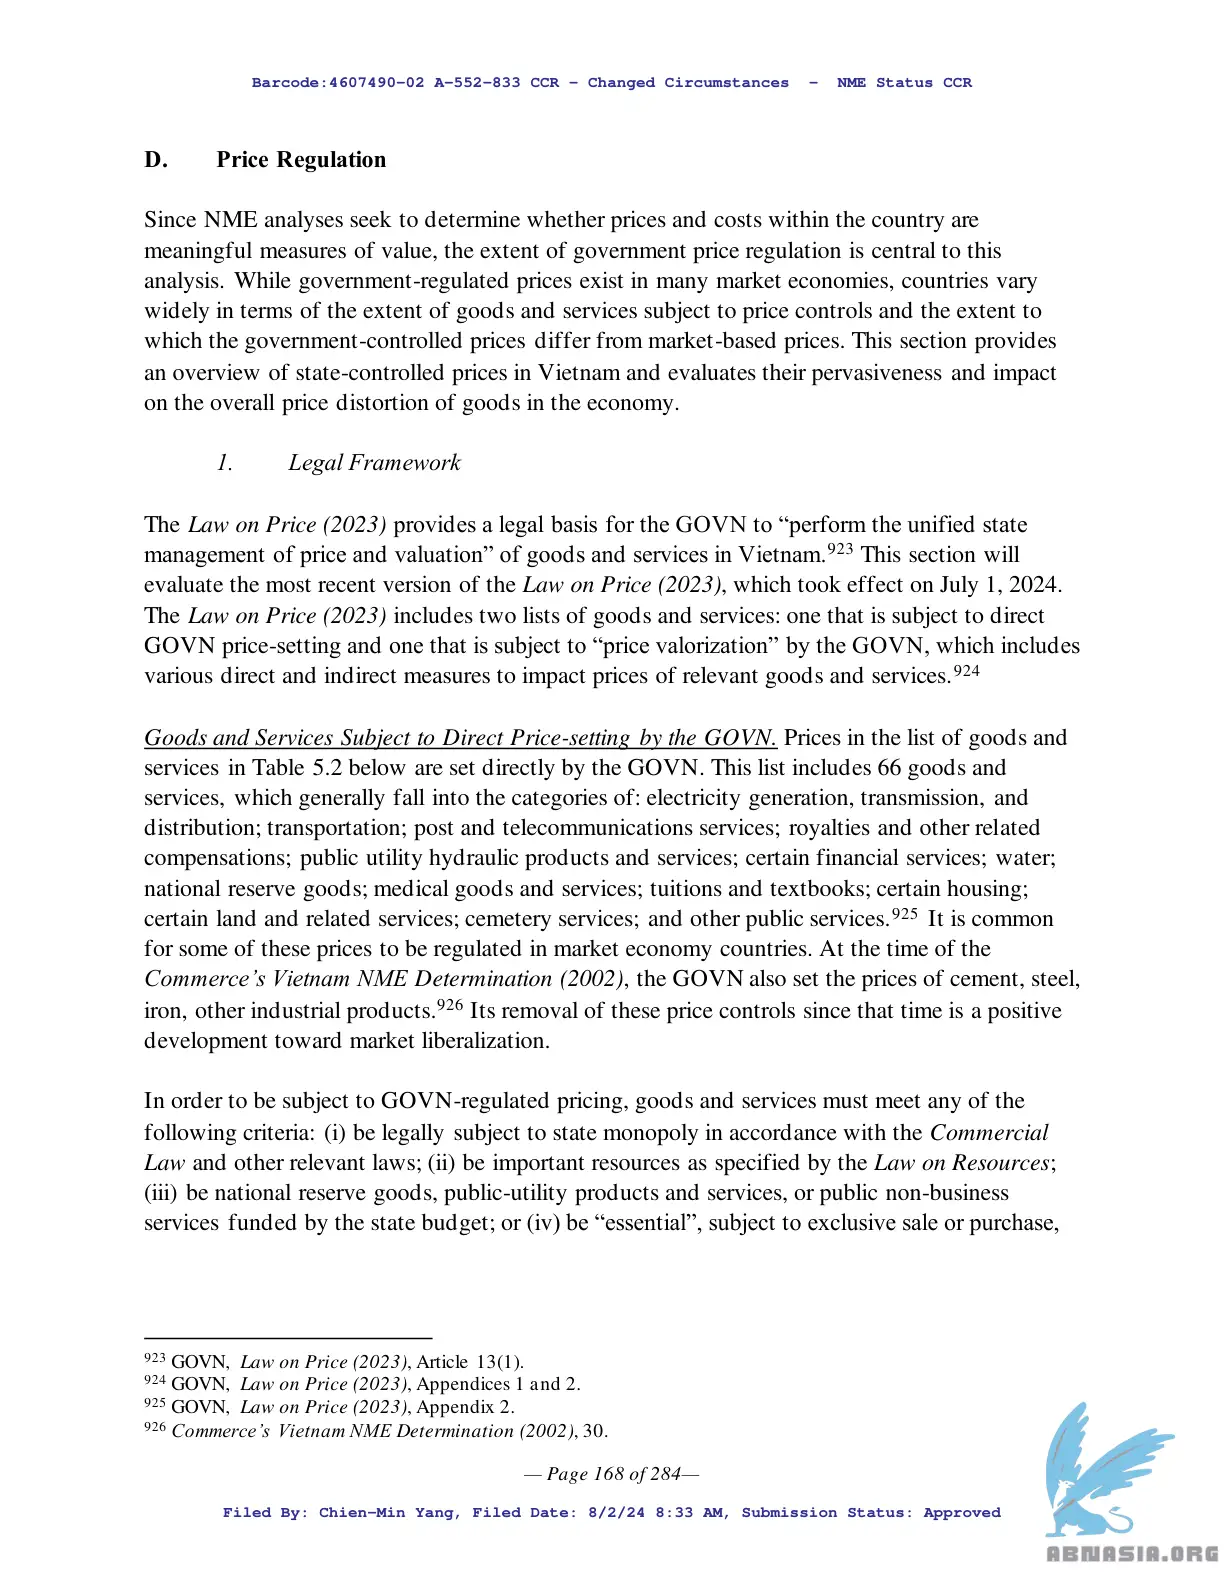 Barcode:4607490-02 A-552-833 CCR - Changed Circumstances - NME Status CCR
D. Price Regulation
Since NME analyses seek to determine whether prices and costs within the country are
meaningful measures of value, the extent of government price regulation is central to this
analysis. While government-regulated prices exist in many market economies, countries vary
widely in terms of the extent of goods and services subject to price controls and the extent to
which the government-controlled prices differ from market-based prices. This section provides
an overview of state-controlled prices in Vietnam and evaluates their pervasiveness and impact
on the overall price distortion of goods in the economy.
1. Legal Framework
The Law on Price (2023) provides a legal basis for the GOVN to “perform the unified state
management of price and valuation” of goods and services in Vietnam.923 This section will
evaluate the most recent version of the Law on Price (2023), which took effect on July 1, 2024.
The Law on Price (2023) includes two lists of goods and services: one that is subject to direct
GOVN price-setting and one that is subject to “price valorization” by the GOVN, which includes
various direct and indirect measures to impact prices of relevant goods and services.924
Goods and Services Subject to Direct Price-setting by the GOVN. Prices in the list of goods and
services in Table 5.2 below are set directly by the GOVN. This list includes 66 goods and
services, which generally fall into the categories of: electricity generation, transmission, and
distribution; transportation; post and telecommunications services; royalties and other related
compensations; public utility hydraulic products and services; certain financial services; water;
national reserve goods; medical goods and services; tuitions and textbooks; certain housing;
certain land and related services; cemetery services; and other public services.925 It is common
for some of these prices to be regulated in market economy countries. At the time of the
Commerce’s Vietnam NME Determination (2002), the GOVN also set the prices of cement, steel,
iron, other industrial products.926 Its removal of these price controls since that time is a positive
development toward market liberalization.
In order to be subject to GOVN-regulated pricing, goods and services must meet any of the
following criteria: (i) be legally subject to state monopoly in accordance with the Commercial
Law and other relevant laws; (ii) be important resources as specified by the Law on Resources;
(iii) be national reserve goods, public-utility products and services, or public non-business
services funded by the state budget; or (iv) be “essential”, subject to exclusive sale or purchase,
923 GOVN, Law on Price (2023), Article 13(1).
924 GOVN, Law on Price (2023), Appendices 1 and 2.
925 GOVN, Law on Price (2023), Appendix 2.
926 Commerce’s Vietnam NME Determination (2002), 30.
— Page 168 of 284—
Filed By: Chien-Min Yang, Filed Date: 8/2/24 8:33 AM, Submission Status: Approved
ABNASIA.ORG